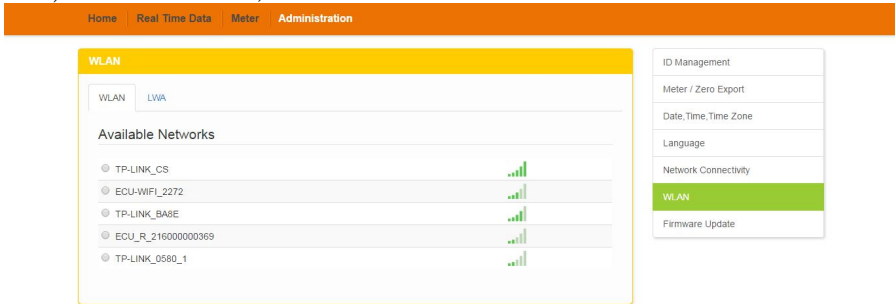 Home Real Time Data Meter Administration
WLAN
WLAN LWA
Available Networks
TP-LINK_CS
ECU-WIFI_2272
TP-LINK_BA8E
ECU_R_216000000369
TP-LINK_0580_1
ID Management
Meter / Zero Export
Date,Time,Time Zone
Language
Network Connectivity
WLAN
Firmware Update